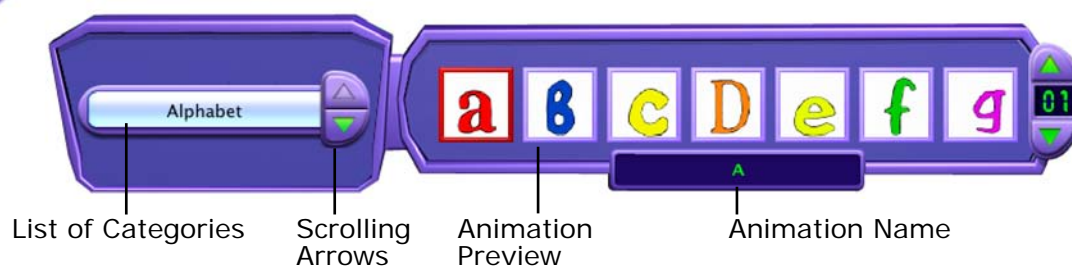 Alphabet
a B c D e f g
01
A
List of Categories
Scrolling Arrows
Animation Preview
Animation Name